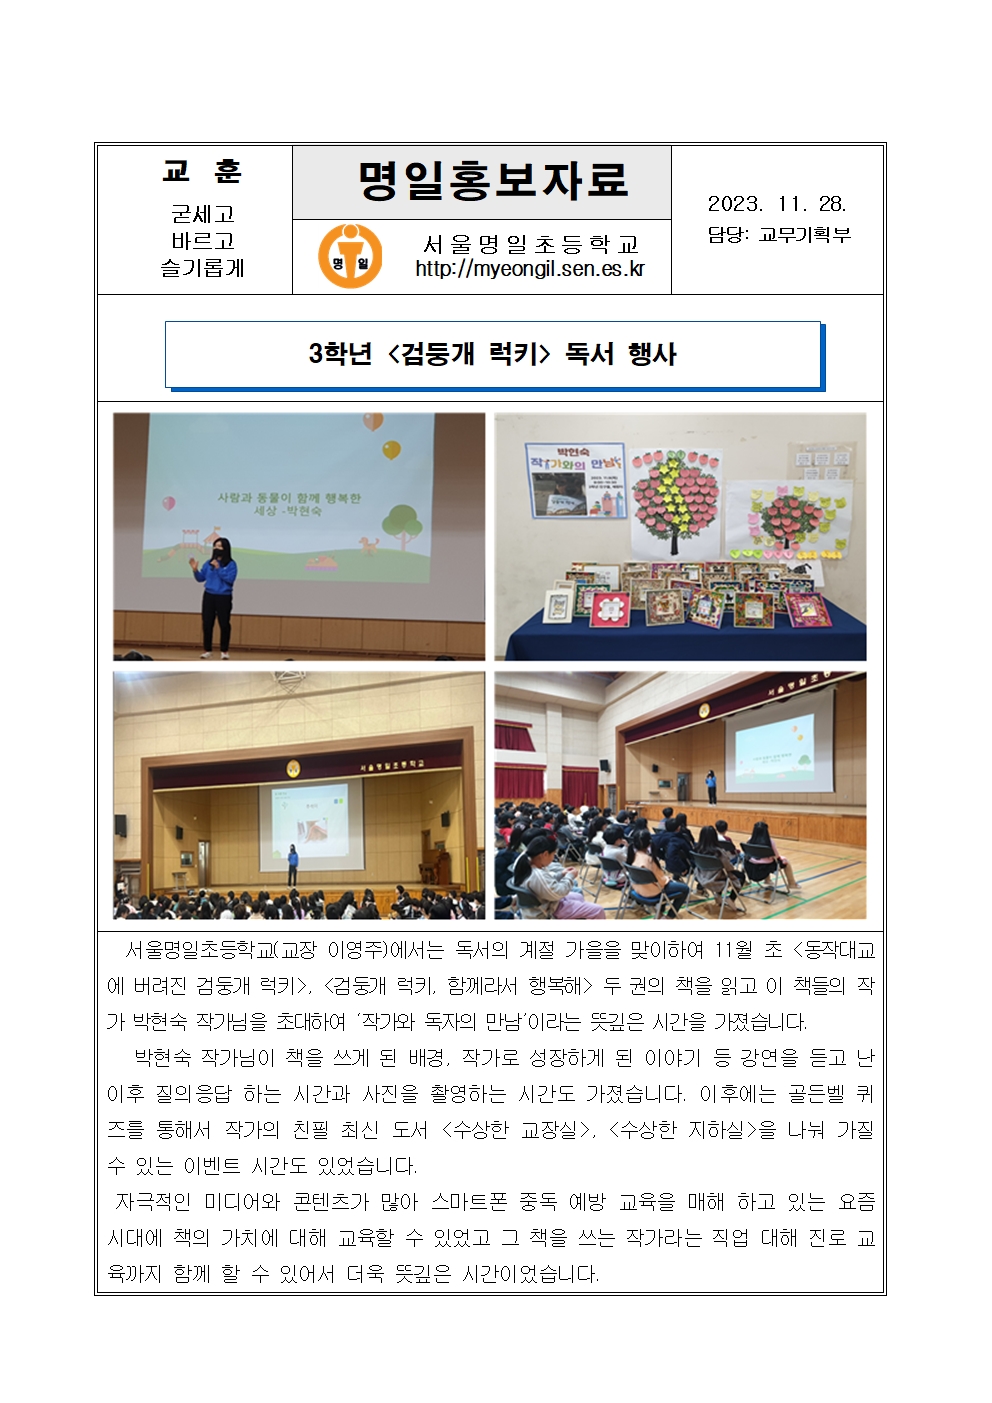 교 훈
굳세고
바르고
슬기롭게
명일홍보자료
명 일
서울명일초등학교
http://myeongil.sen.es.kr
2023. 11. 28.
담당: 교무기획부
3학년 <검둥개 럭키> 독서 행사
사람과 동물이 함께 행복한
세상 -박현숙
박현숙
작가와의 만남
서울명일초등학교
서울명일초등
서울명일초등학교(교장 이영주)에서는 독서의 계절 가을을 맞이하여 11월 초 <동작대교
에 버려진 검둥개 럭키>, <검둥개 럭키, 함께라서 행복해> 두 권의 책을 읽고 이 책들의 작
가 박현숙 작가님을 초대하여 ‘작가와 독자의 만남’이라는 뜻깊은 시간을 가졌습니다.
박현숙 작가님이 책을 쓰게 된 배경, 작가로 성장하게 된 이야기 등 강연을 듣고 난
이후 질의응답 하는 시간과 사진을 촬영하는 시간도 가졌습니다. 이후에는 골든벨 퀴
즈를 통해서 작가의 친필 최신 도서 <수상한 교장실>, <수상한 지하실>을 나눠 가질
수 있는 이벤트 시간도 있었습니다.
자극적인 미디어와 콘텐츠가 많아 스마트폰 중독 예방 교육을 매해 하고 있는 요즘
시대에 책의 가치에 대해 교육할 수 있었고 그 책을 쓰는 작가라는 직업 대해 진로 교
육까지 함께 할 수 있어서 더욱 뜻깊은 시간이었습니다.